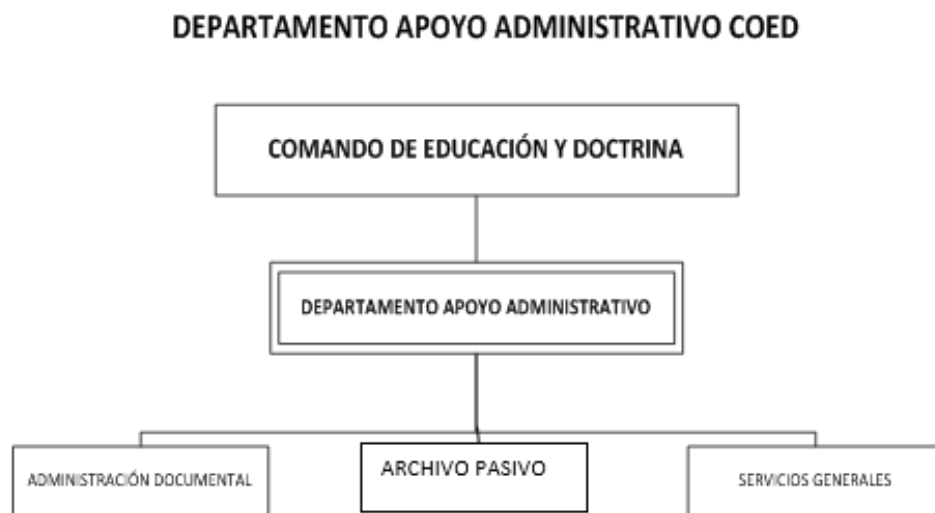 DEPARTAMENTO APOYO ADMINISTRATIVO COED
COMANDO DE EDUCACIÓN Y DOCTRINA
DEPARTAMENTO APOYO ADMINISTRATIVO
ADMINISTRACIÓN DOCUMENTAL
ARCHIVO PASIVO
SERVICIOS GENERALES